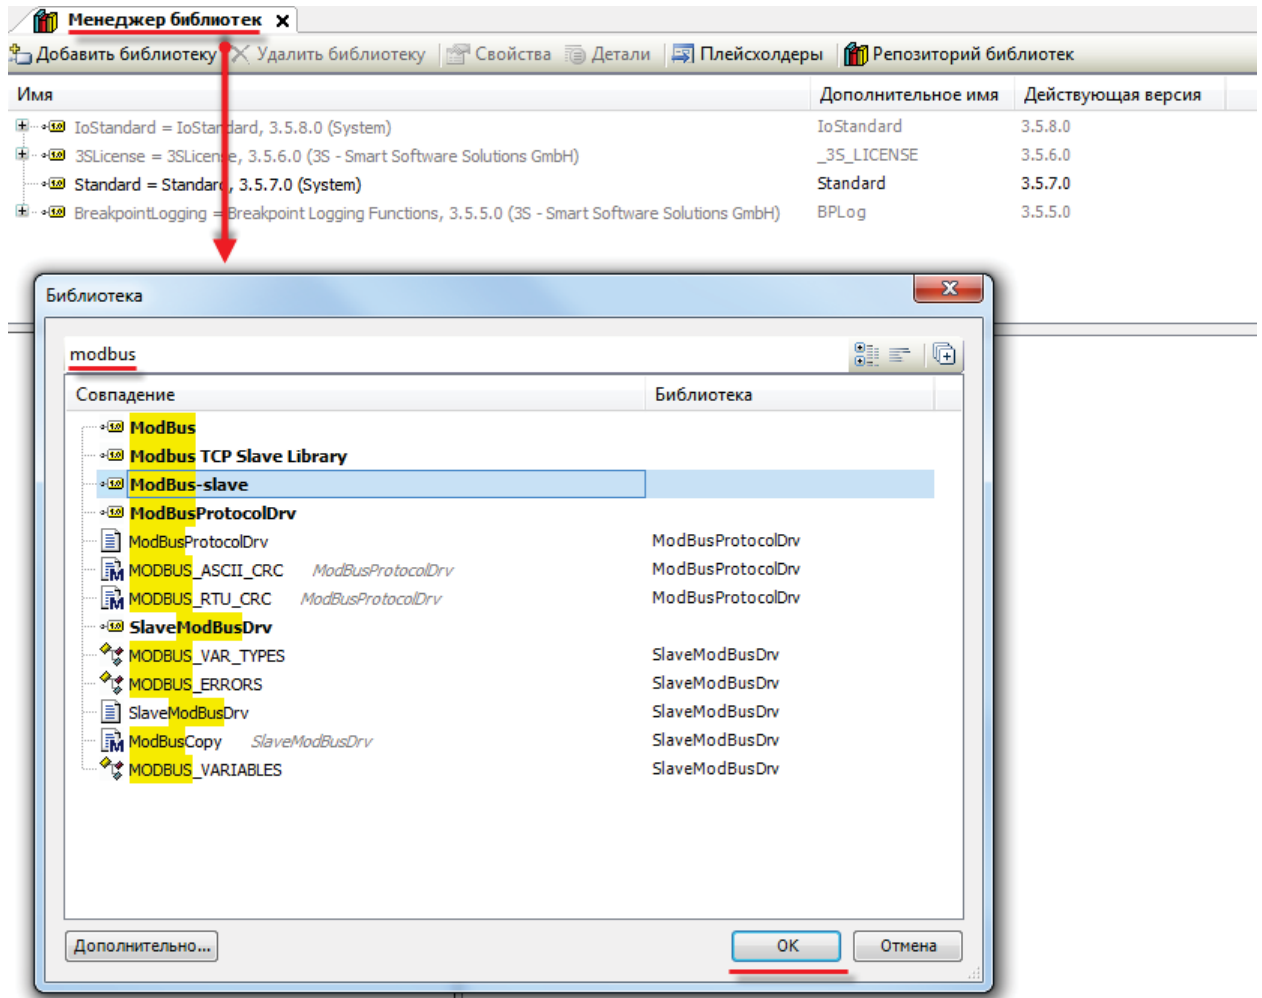 Менеджер библиотек
Добавить библиотеку Удалить библиотеку Свойства Детали Плейсхолдеры Репозиторий библиотек
Имя Дополнительное имя Действующая версия
IoStandard = IoStandard, 3.5.8.0 (System) IoStandard 3.5.8.0
3SLicense = 3SLicense, 3.5.6.0 (3S - Smart Software Solutions GmbH) _3S_LICENSE 3.5.6.0
Standard = Standard, 3.5.7.0 (System) Standard 3.5.7.0
BreakpointLogging = Breakpoint Logging Functions, 3.5.5.0 (3S - Smart Software Solutions GmbH) BPLog 3.5.5.0
Библиотека
modbus
Совпадение Библиотека
ModBus
Modbus TCP Slave Library
ModBus-slave
ModBusProtocolDrv
ModBusProtocolDrv ModBusProtocolDrv
MODBUS_ASCII_CRC ModBusProtocolDrv ModBusProtocolDrv
MODBUS_RTU_CRC ModBusProtocolDrv ModBusProtocolDrv
SlaveModBusDrv
MODBUS_VAR_TYPES SlaveModBusDrv
MODBUS_ERRORS SlaveModBusDrv
SlaveModBusDrv SlaveModBusDrv
ModBusCopy SlaveModBusDrv SlaveModBusDrv
MODBUS_VARIABLES SlaveModBusDrv
Дополнительно... OK Отмена